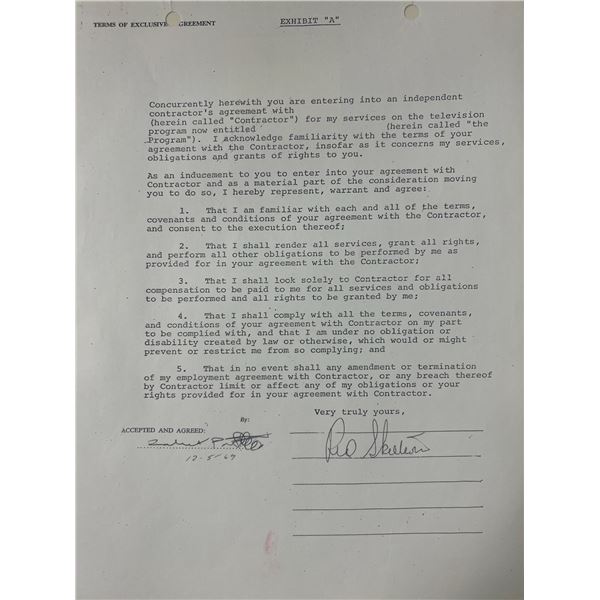 TERMS OF EXCLUSIVE GREEMENT
EXHIBIT "A"
Concurrently herewith you are entering into an independent
contractor's agreement with
(herein called "Contractor") for my services on the television
program now entitled (herein called "the
Program"). I acknowledge familiarity with the terms of your
agreement with the Contractor, insofar as it concerns my services,
obligations and grants of rights to you.
As an inducement to you to enter into your agreement with
Contractor and as a material part of the consideration moving
you to do so, I hereby represent, warrant and agree:
1. That I am familiar with each and all of the terms,
covenants and conditions of your agreement with the Contractor,
and consent to the execution thereof;
2. That I shall render all services, grant all rights,
and perform all other obligations to be performed by me as
provided for in your agreement with the Contractor;
3. That I shall look solely to Contractor for all
compensation to be paid to me for all services and obligations
to be performed and all rights to be granted by me;
4. That I shall comply with all the terms, covenants,
and conditions of your agreement with Contractor on my part
to be complied with, and that I am under no obligation or
disability created by law or otherwise, which would or might
prevent or restrict me from so complying; and
5. That in no event shall any amendment or termination
of my employment agreement with Contractor, or any breach thereof
by Contractor limit or affect any of my obligations or your
rights provided for in your agreement with Contractor.
Very truly yours,
By:
ACCEPTED AND AGREED:
Red Skelton
12-5/69